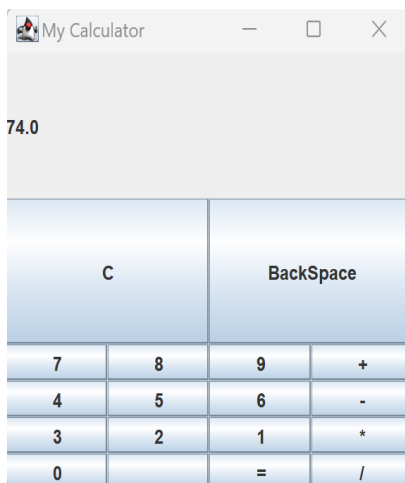 My Calculator
74.0
C BackSpace
7 8 9 +
4 5 6 -
3 2 1 *
0 = /